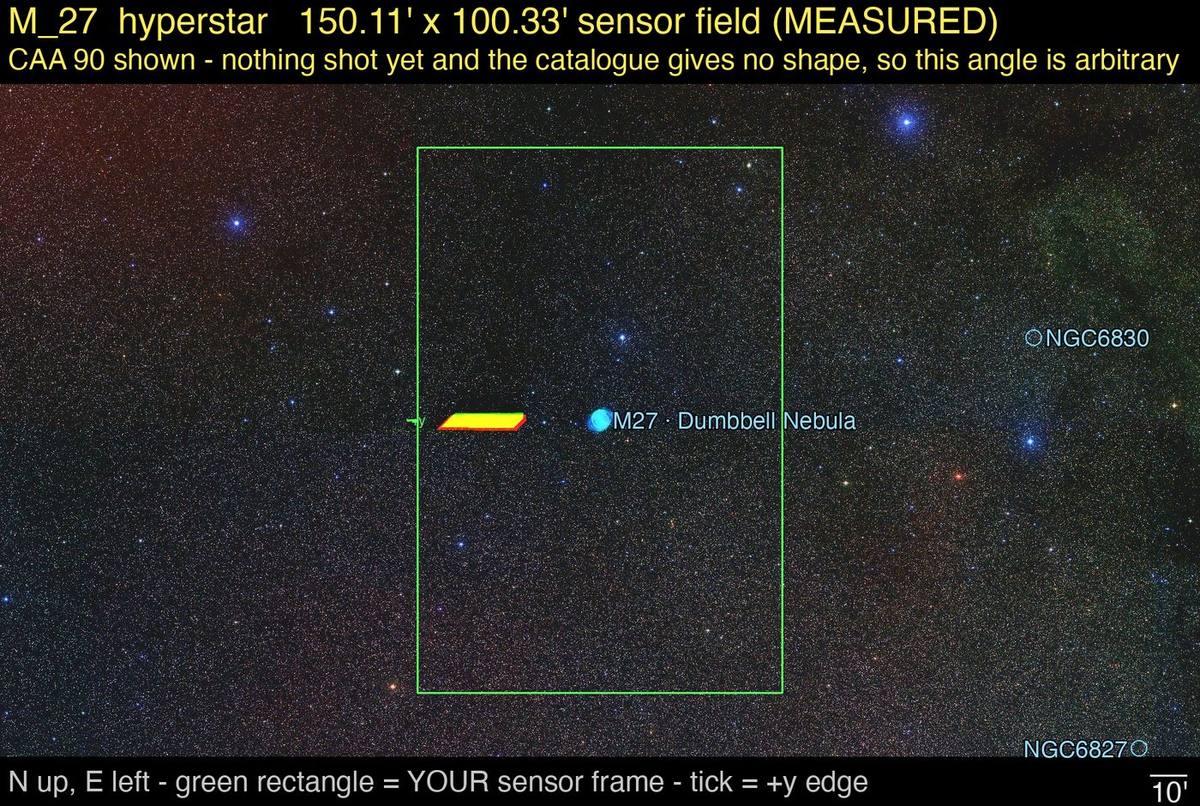 M_27 hyperstar 150.11' x 100.33' sensor field (MEASURED)
CAA 90 shown - nothing shot yet and the catalogue gives no shape, so this angle is arbitrary
NGC6830
+y
M27 · Dumbbell Nebula
NGC6827
N up, E left - green rectangle = YOUR sensor frame - tick = +y edge
10'